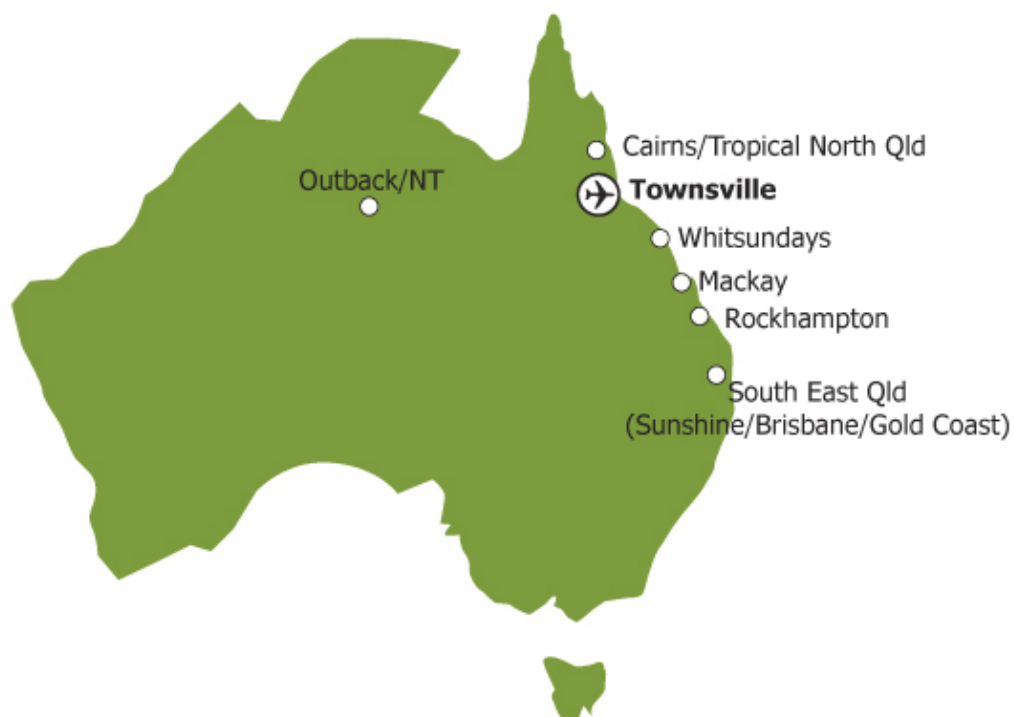 Cairns/Tropical North Qld
Outback/NT
Townsville
Whitsundays
Mackay
Rockhampton
South East Qld
(Sunshine/Brisbane/Gold Coast)